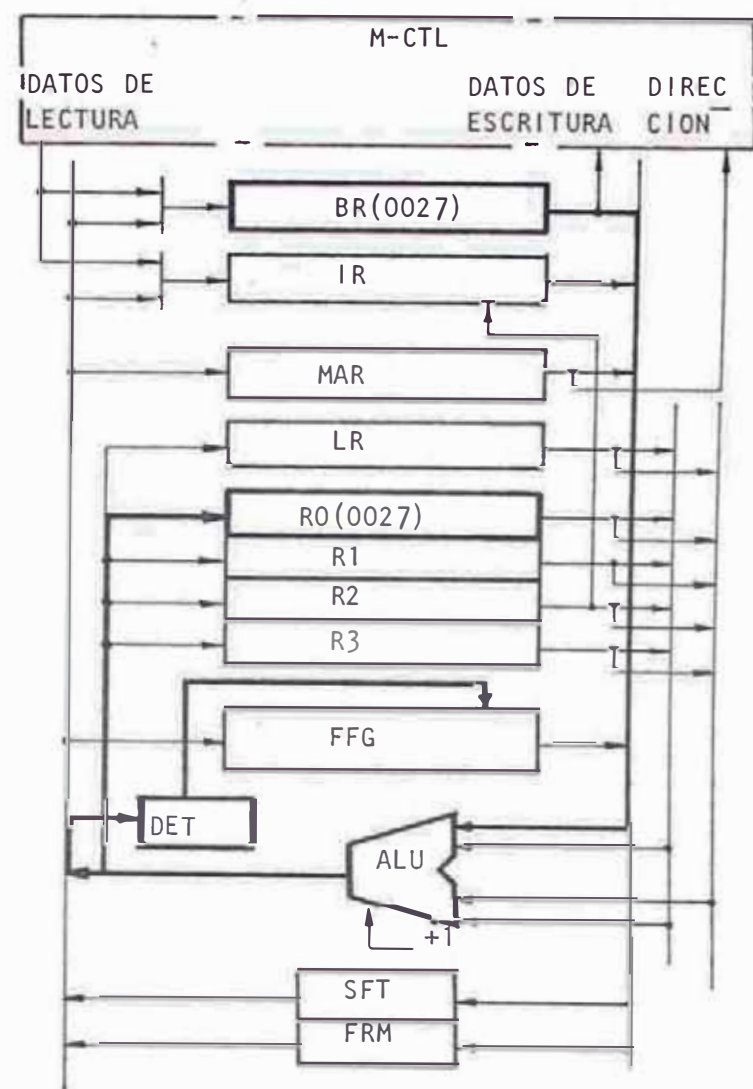 M-CTL
DATOS DE
LECTURA
DATOS DE
ESCRITURA
DIREC
CION
BR(0027)
IR
MAR
LR
R0(0027)
R1
R2
R3
FFG
DET
ALU
+1
SFT
FRM